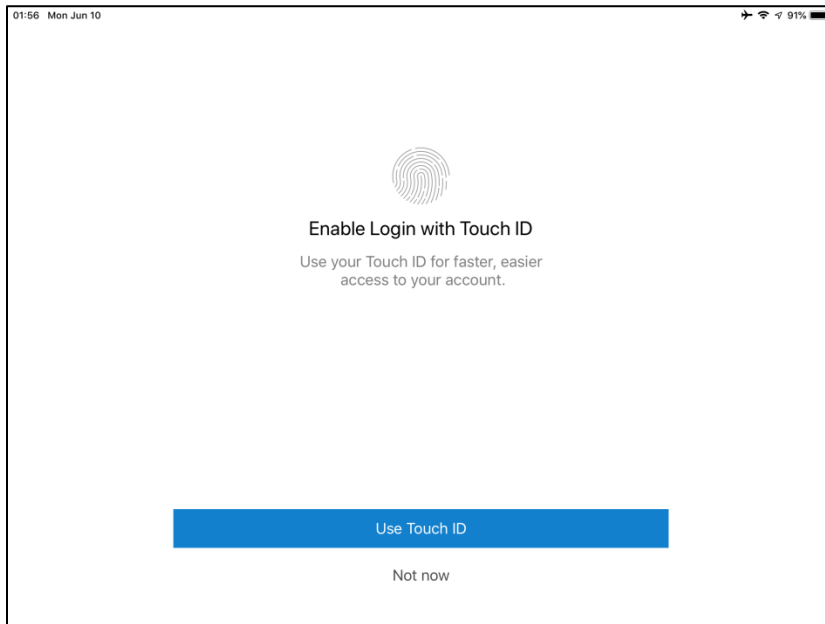 01:56 Mon Jun 10
91%
Enable Login with Touch ID
Use your Touch ID for faster, easier
access to your account.
Use Touch ID
Not now